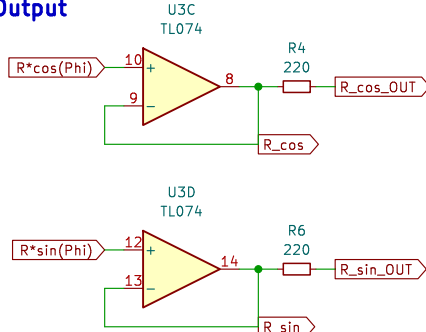 Output
U3C
TL074
R*cos(Phi)
10
+
9
−
8
R4
220
R_cos_OUT
R_cos
U3D
TL074
R*sin(Phi)
12
+
13
−
14
R6
220
R_sin_OUT
R_sin